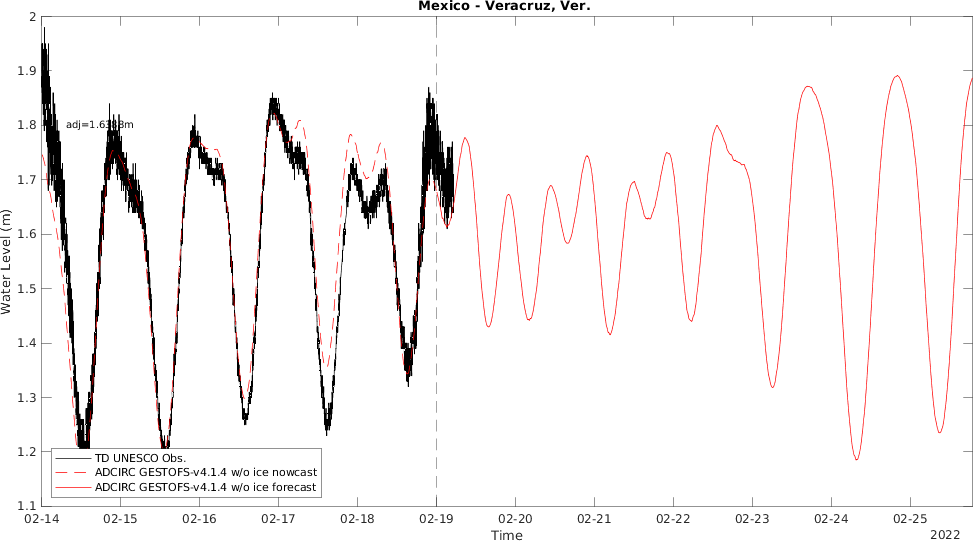 Mexico - Veracruz, Ver.
2
1.9
1.8
1.7
1.6
1.5
1.4
1.3
1.2
1.1
Water Level (m)
TD UNESCO Obs.
ADCIRC GESTOFS-v4.1.4 w/o ice nowcast
ADCIRC GESTOFS-v4.1.4 w/o ice forecast
02-14 02-15 02-16 02-17 02-18 02-19 02-20 02-21 02-22 02-23 02-24 02-25
Time
2022